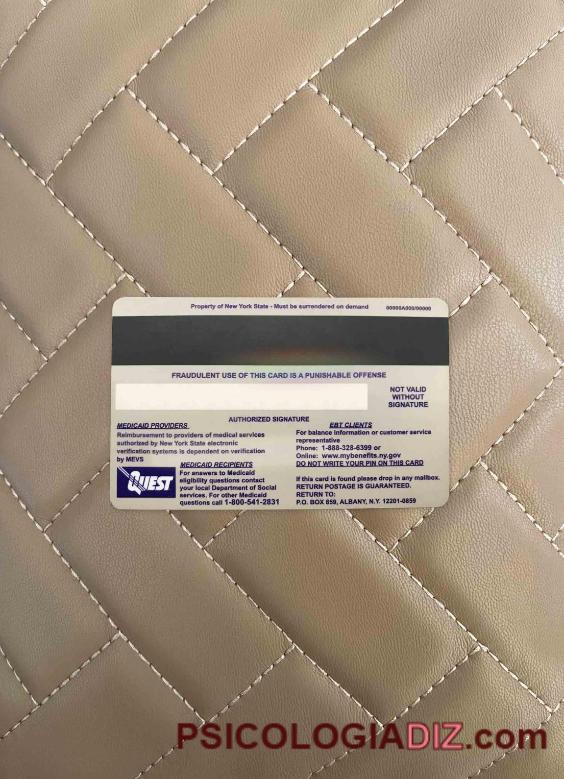 Property of New York State - Must be surrendered on demand 00000A000/00000
FRAUDULENT USE OF THIS CARD IS A PUNISHABLE OFFENSE
NOT VALID
WITHOUT
SIGNATURE
AUTHORIZED SIGNATURE
MEDICAID PROVIDERS
Reimbursement to providers of medical services
authorized by New York State electronic
verification systems is dependent on verification
by MEVS
QUEST
MEDICAID RECIPIENTS
For answers to Medicaid
eligibility questions contact
your local Department of Social
services. For other Medicaid
questions call 1-800-541-2831
EBT CLIENTS
For balance information or customer service
representative
Phone: 1-888-328-6399 or
Online: www.mybenefits.ny.gov
DO NOT WRITE YOUR PIN ON THIS CARD
If this card is found please drop in any mailbox.
RETURN POSTAGE IS GUARANTEED.
RETURN TO:
P.O. BOX 859, ALBANY, N.Y. 12201-0859
PSICOLOGIADIZ.com